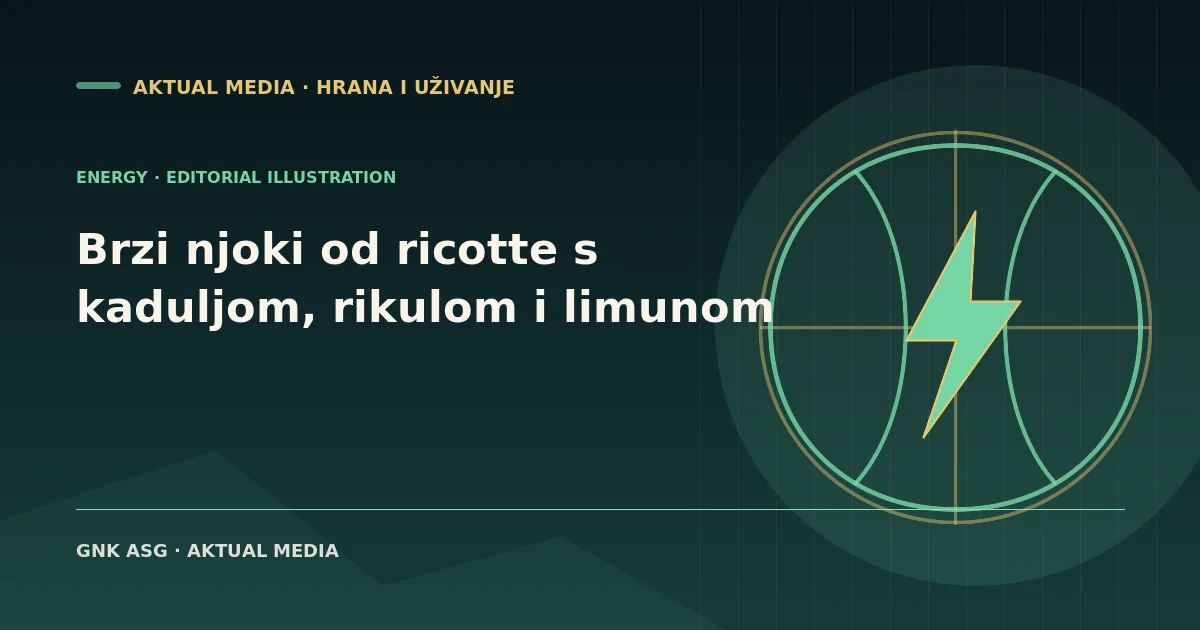 AKTUAL MEDIA · HRANA I UŽIVANJE
ENERGY · EDITORIAL ILLUSTRATION
Brzi njoki od ricotte s
kaduljom, rikulom i limunom
GNK ASG · AKTUAL MEDIA